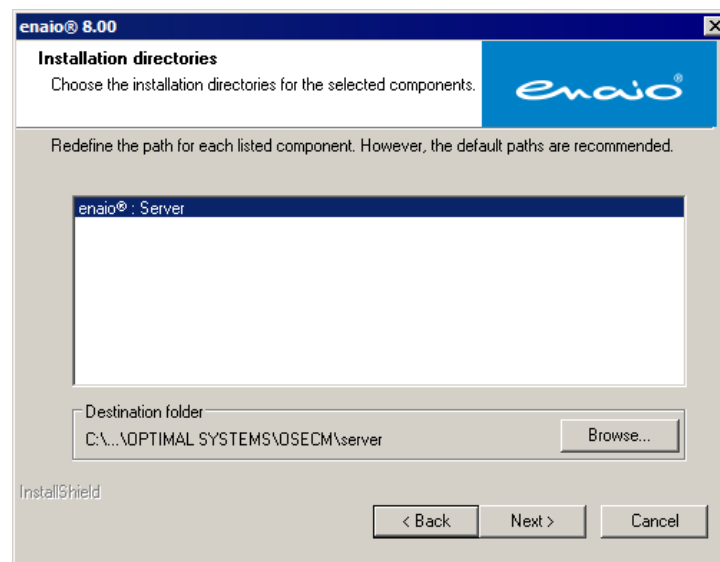 enaio® 8.00
Installation directories
Choose the installation directories for the selected components.
enaio®
Redefine the path for each listed component. However, the default paths are recommended.
enaio® : Server
Destination folder
C:\...\OPTIMAL SYSTEMS\OSECM\server
Browse...
InstallShield
< Back
Next >
Cancel